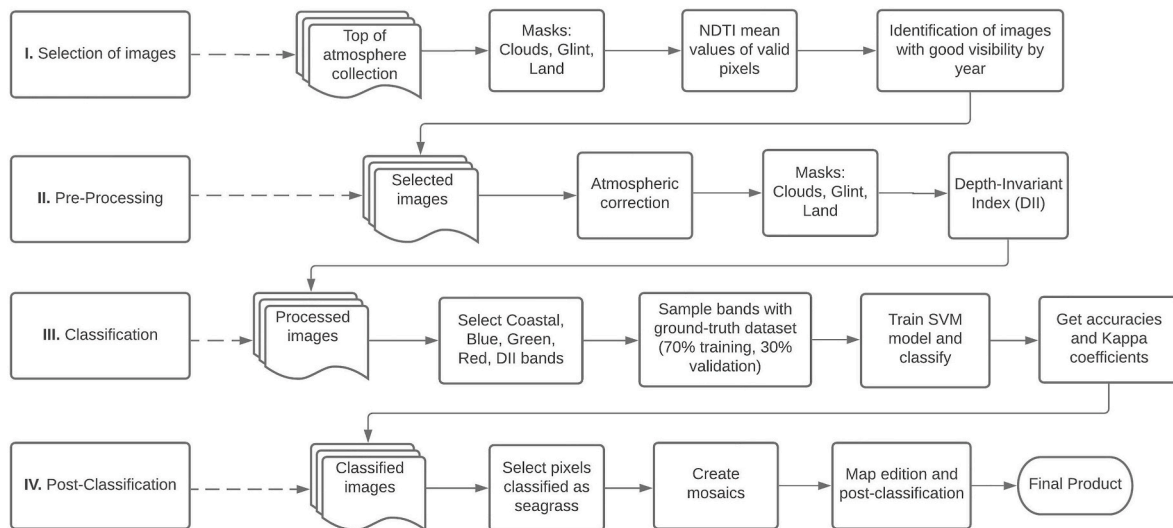 I. Selection of images
Top of
atmosphere
collection
Masks:
Clouds, Glint,
Land
NDTI mean
values of valid
pixels
Identification of images
with good visibility by
year
II. Pre-Processing
Selected
images
Atmospheric
correction
Masks:
Clouds, Glint,
Land
Depth-Invariant
Index (DII)
III. Classification
Processed
images
Select Coastal,
Blue, Green,
Red, DII bands
Sample bands with
ground-truth dataset
(70% training, 30%
validation)
Train SVM
model and
classify
Get accuracies
and Kappa
coefficients
IV. Post-Classification
Classified
images
Select pixels
classified as
seagrass
Create
mosaics
Map edition and
post-classification
Final Product